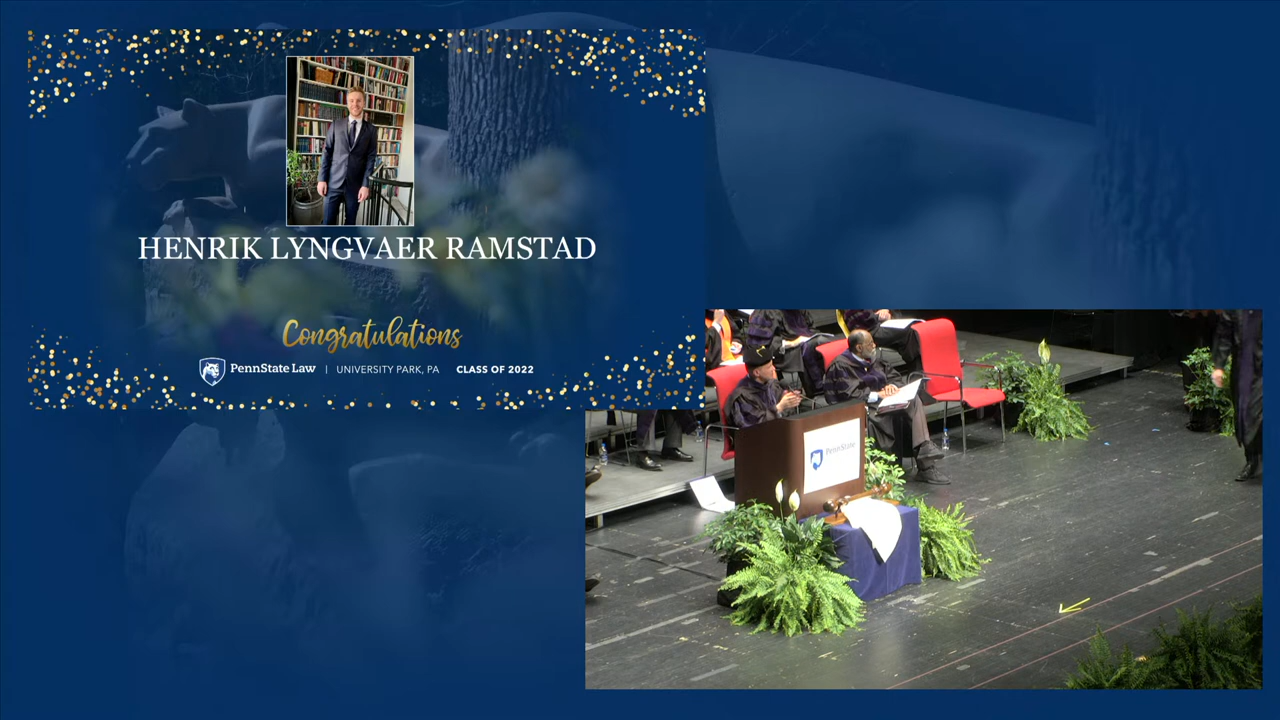 HENRIK LYNGVAER RAMSTAD
Congratulations
PennState Law | UNIVERSITY PARK, PA CLASS OF 2022
PennState